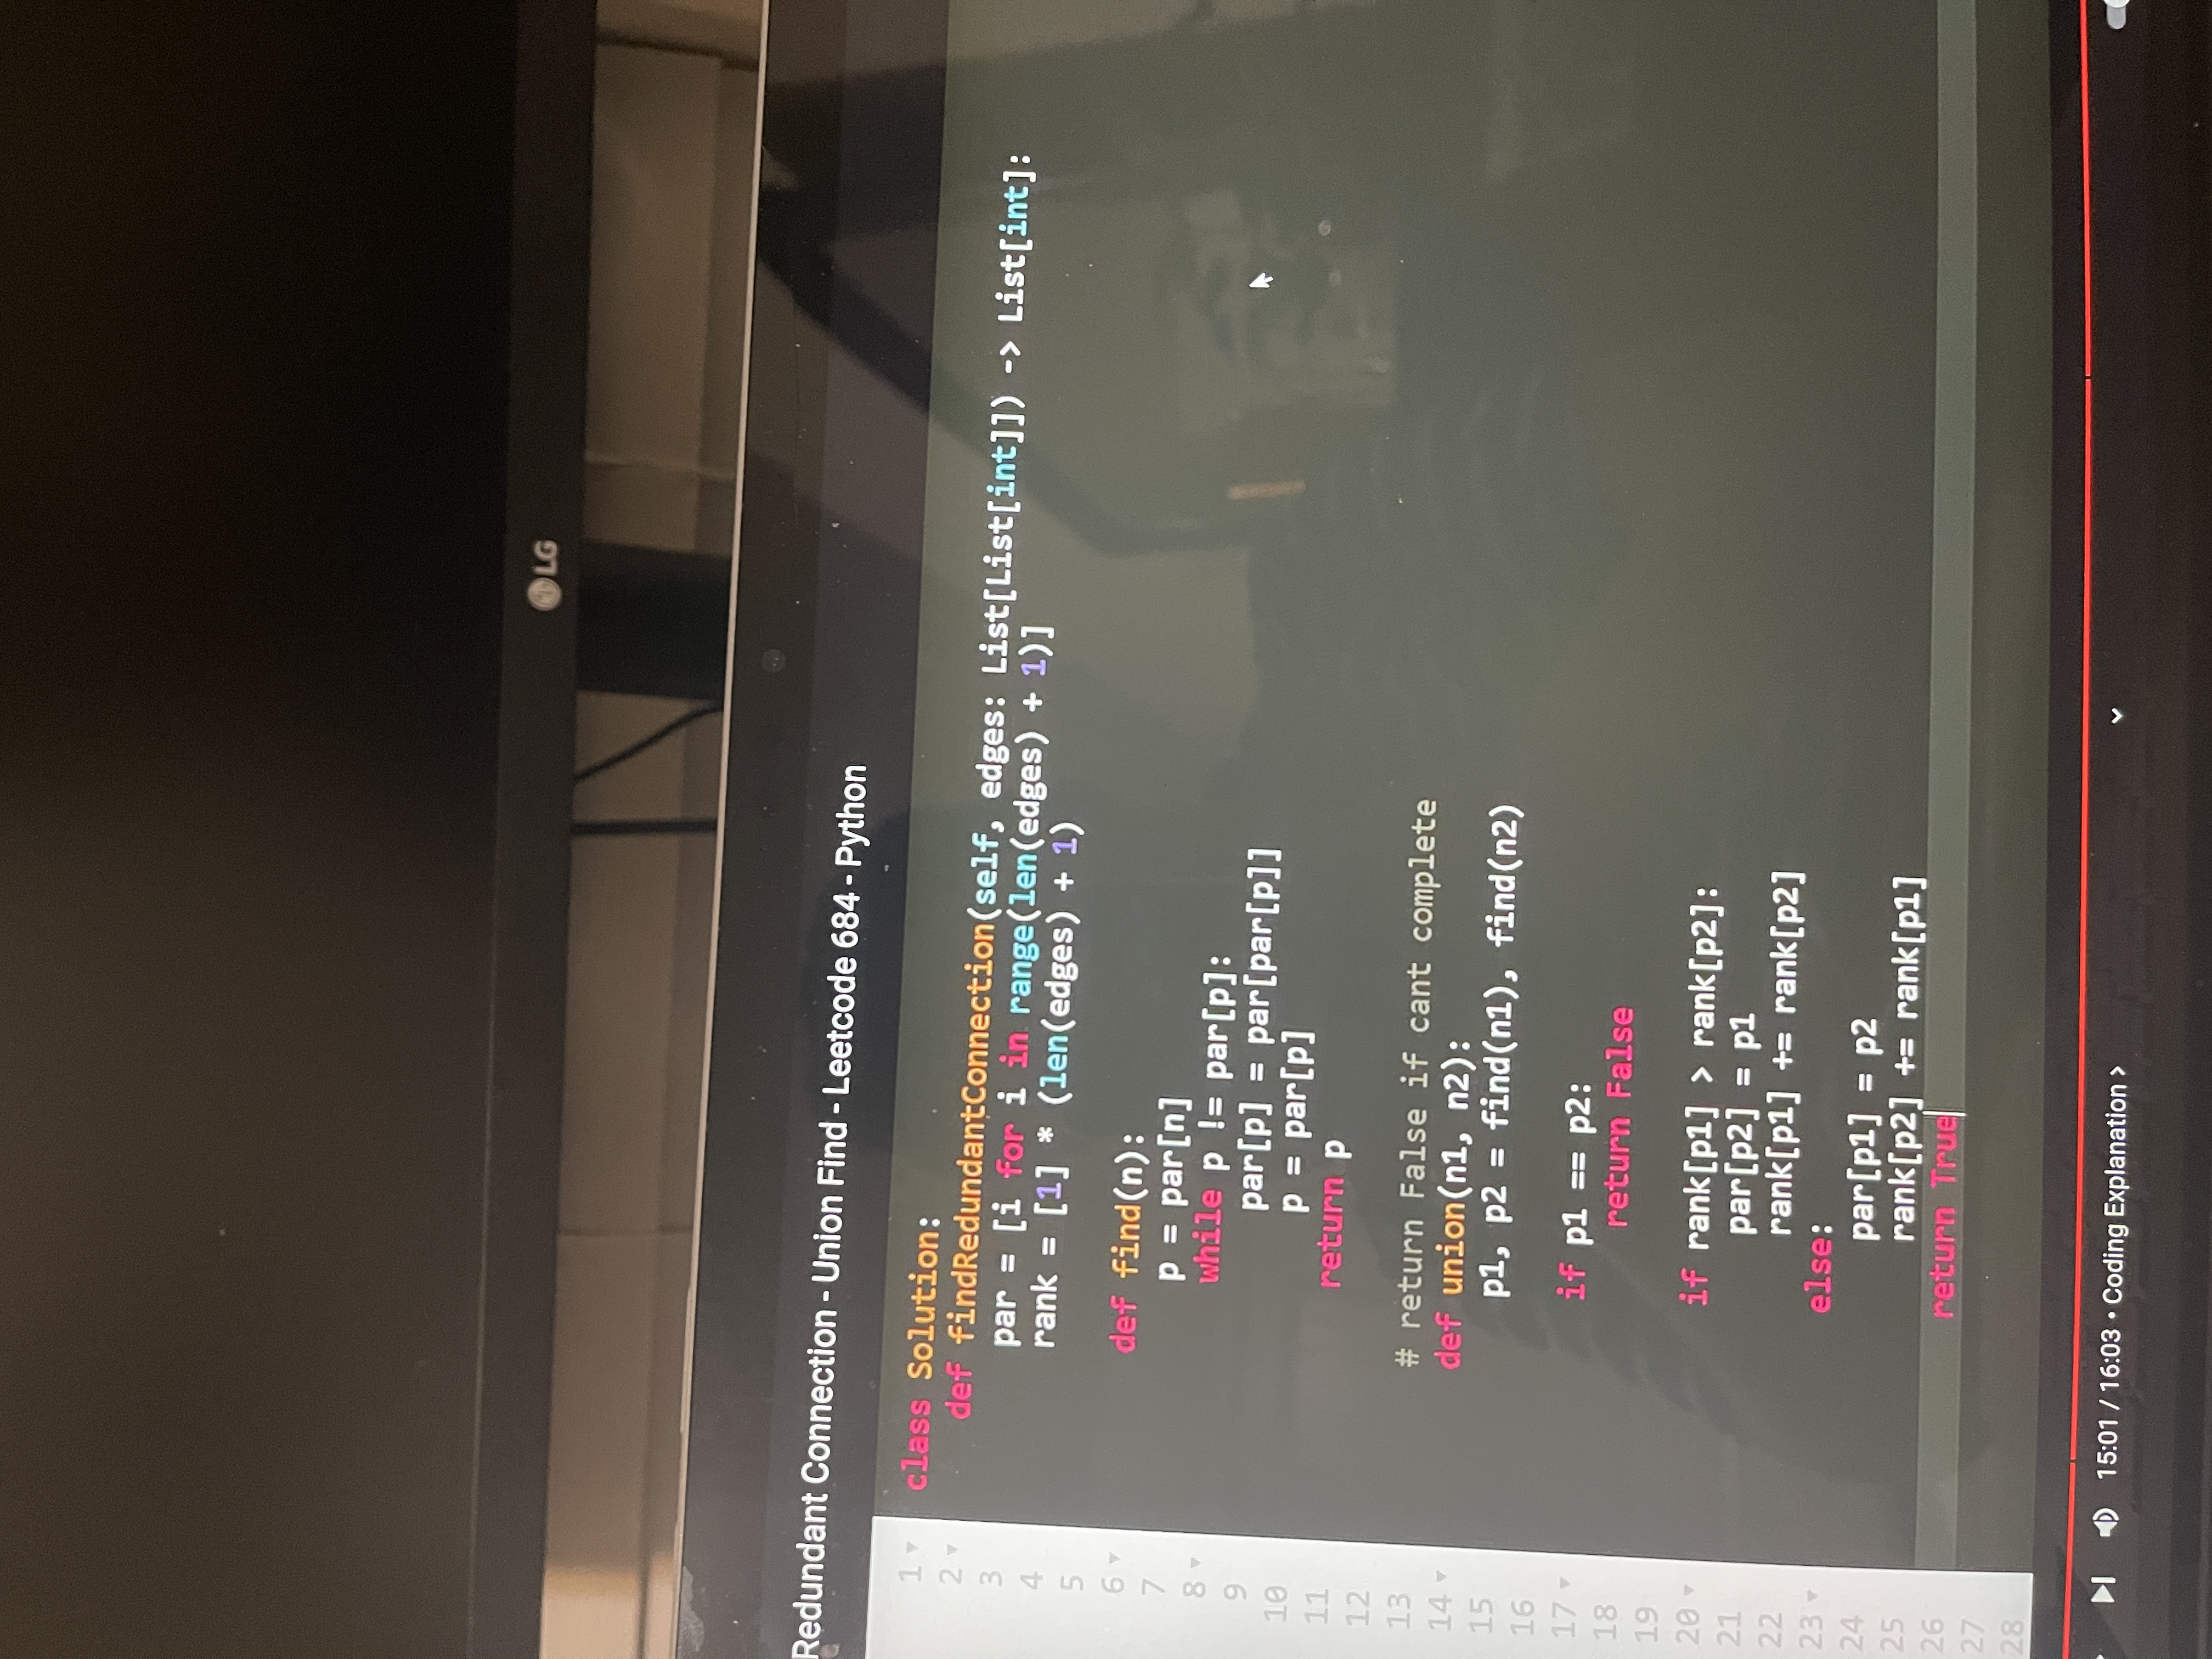 LG
Redundant Connection - Union Find - Leetcode 684 - Python
1 class Solution:
2     def findRedundantConnection(self, edges: List[List[int]]) -> List[int]:
3         par = [i for i in range(len(edges) + 1)]
4         rank = [1] * (len(edges) + 1)
5
6         def find(n):
7             p = par[n]
8             while p != par[p]:
9                 par[p] = par[par[p]]
10                 p = par[p]
11             return p
12
13         # return False if cant complete
14         def union(n1, n2):
15             p1, p2 = find(n1), find(n2)
16
17             if p1 == p2:
18                 return False
19
20             if rank[p1] > rank[p2]:
21                 par[p2] = p1
22                 rank[p1] += rank[p2]
23             else:
24                 par[p1] = p2
25                 rank[p2] += rank[p1]
26             return True
27
28
15:01 / 16:03 • Coding Explanation >